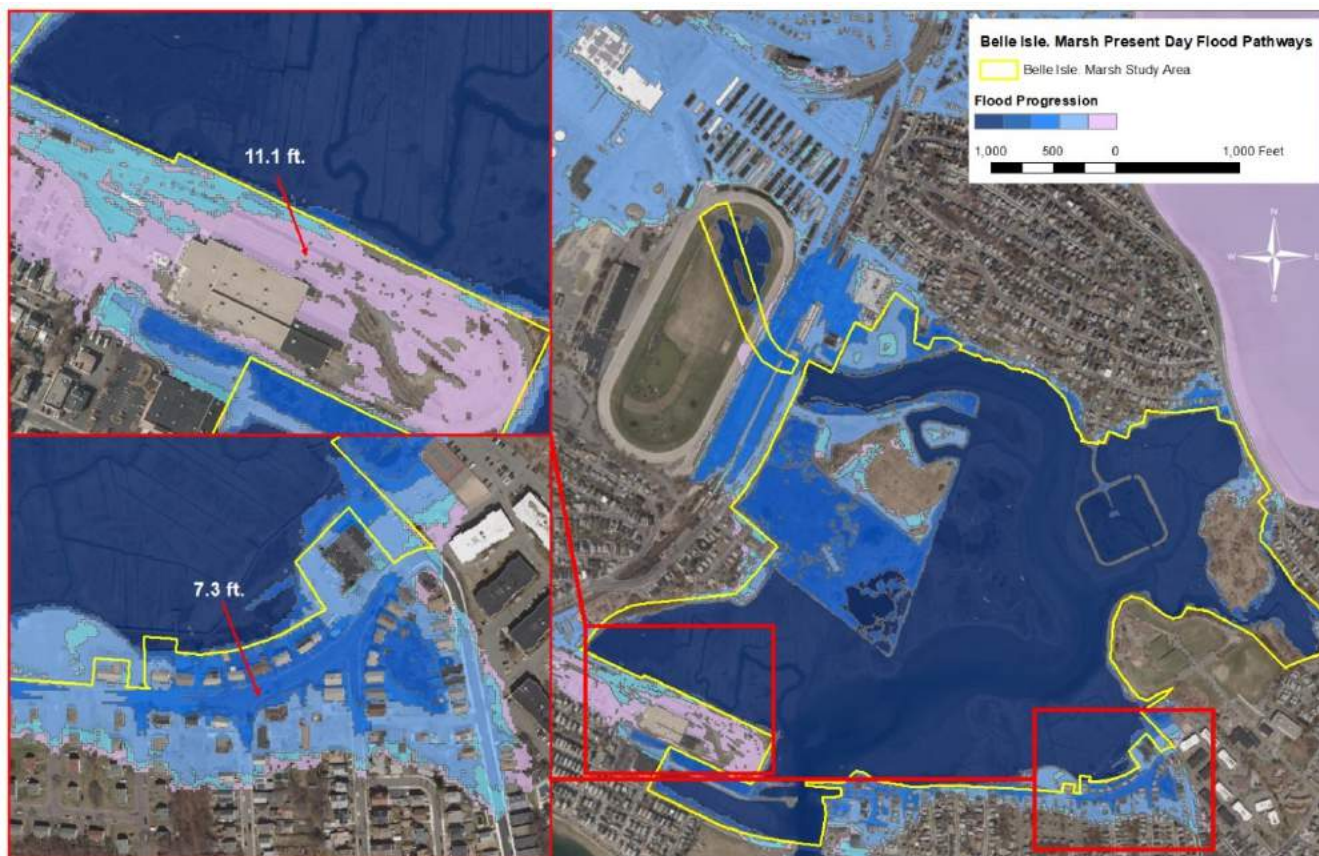 Belle Isle. Marsh Present Day Flood Pathways
Belle Isle. Marsh Study Area
Flood Progression
1,000 500 0 1,000 Feet
N
W E
S
11.1 ft.
7.3 ft.